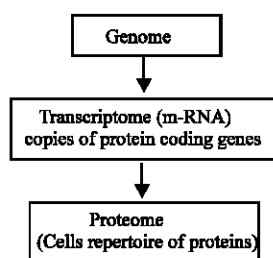 Genome
Transcriptome (m-RNA)
copies of protein coding genes
Proteome
(Cells repertoire of proteins)